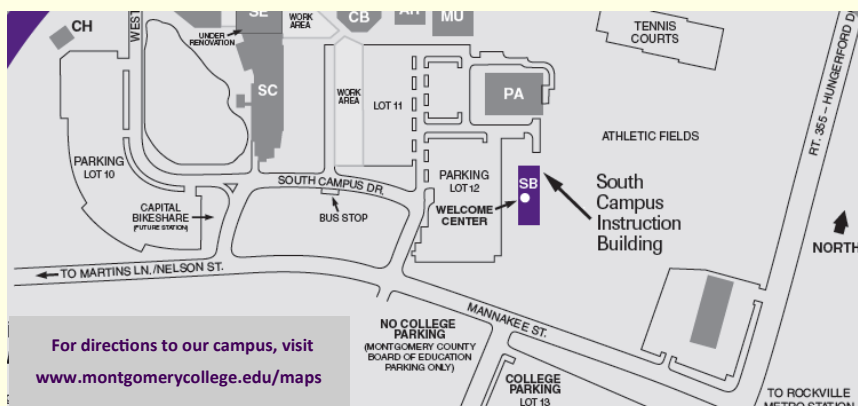 CH
WEST
SE
UNDER
RENOVATION
WORK
AREA
CB
MU
TENNIS
COURTS
RT. 355 – HUNGERFORD
SC
WORK
AREA
LOT 11
PA
ATHLETIC FIELDS
PARKING
LOT 10
SOUTH CAMPUS DR.
PARKING
LOT 12
SB
WELCOME
CENTER
South
Campus
Instruction
Building
CAPITAL
BIKESHARE
(FUTURE STATION)
BUS STOP
NORTH
TO MARTINS LN./NELSON ST.
MANNAKEE ST.
NO COLLEGE
PARKING
(MONTGOMERY COUNTY
BOARD OF EDUCATION
PARKING ONLY)
COLLEGE
PARKING
LOT 13
TO ROCKVILLE
METRO STATION
For directions to our campus, visit
www.montgomerycollege.edu/maps